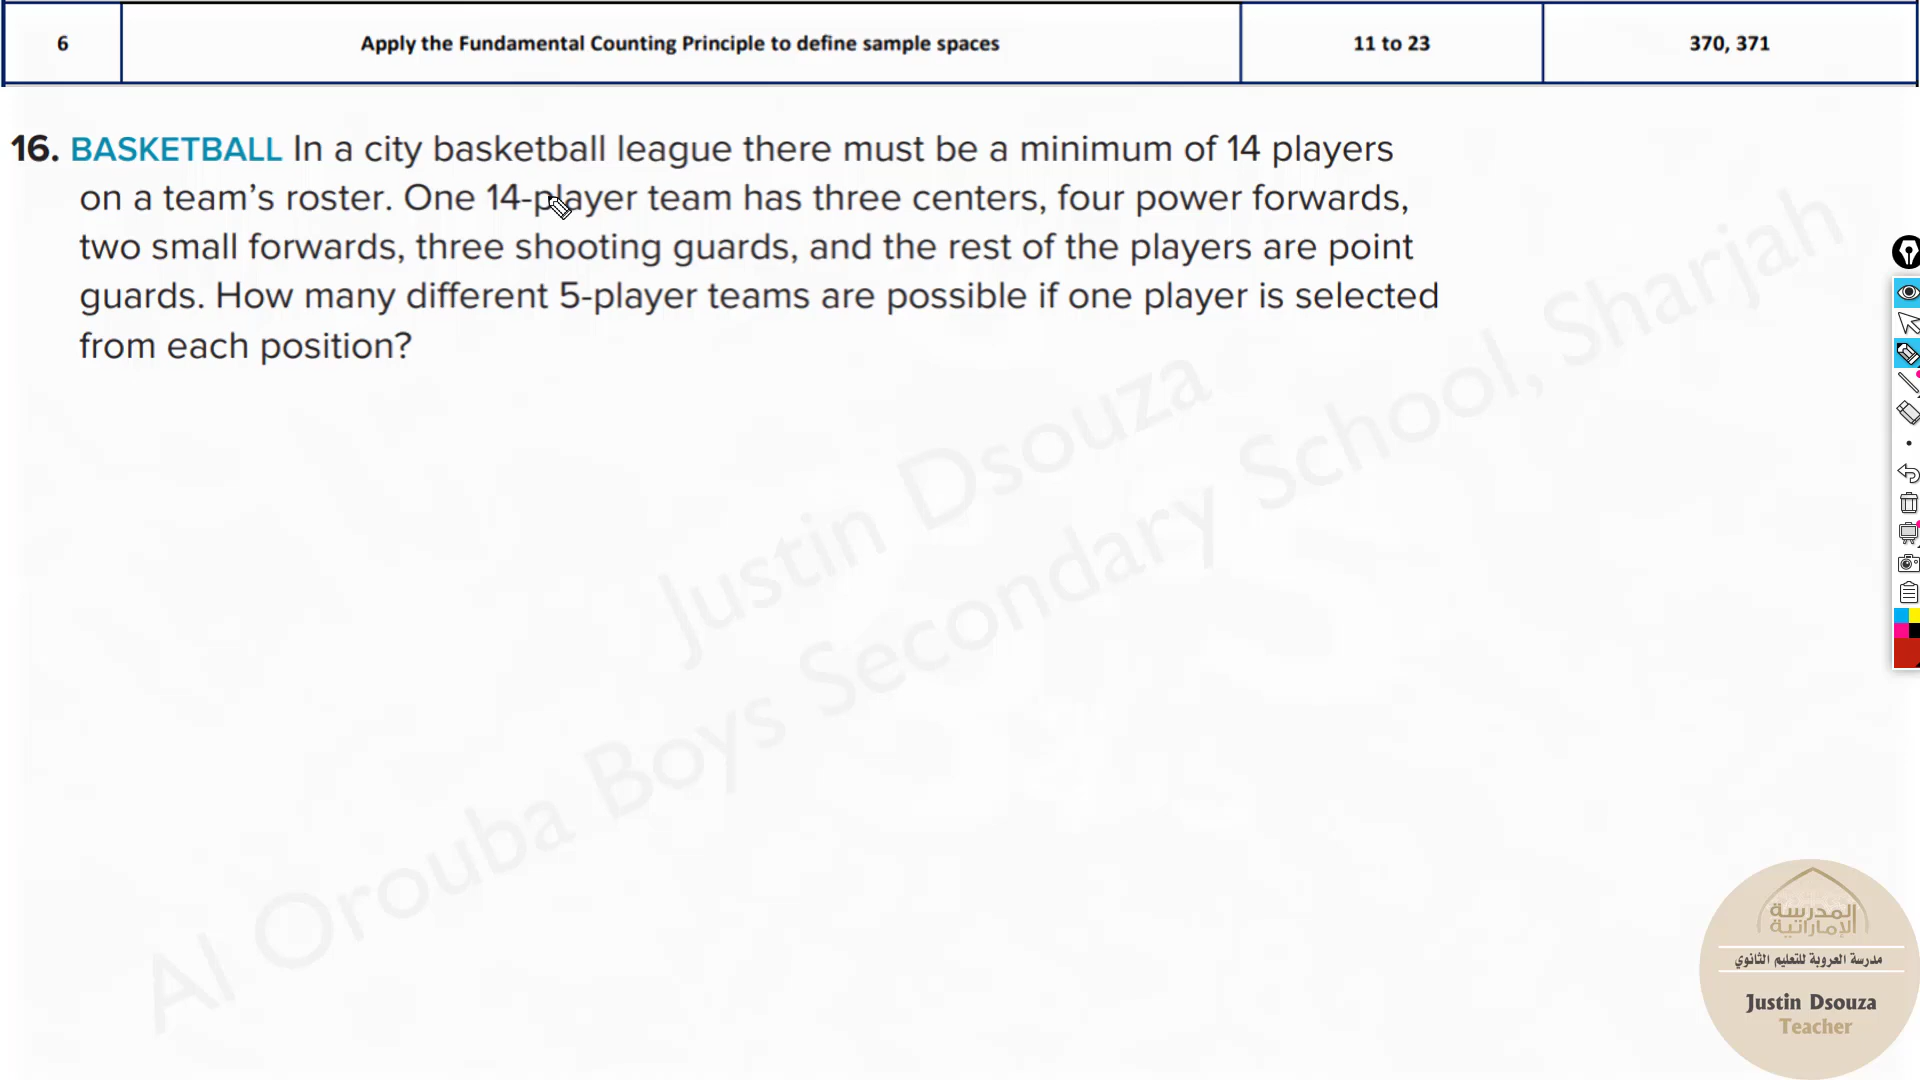 6
Apply the Fundamental Counting Principle to define sample spaces
11 to 23
370, 371
16. BASKETBALL In a city basketball league there must be a minimum of 14 players
on a team’s roster. One 14-player team has three centers, four power forwards,
two small forwards, three shooting guards, and the rest of the players are point
guards. How many different 5-player teams are possible if one player is selected
from each position?
Justin Dsouza
Al Orouba Boys Secondary School, Sharjah
المدرسة
الإماراتية
مدرسة العروبة للتعليم الثانوي
Justin Dsouza
Teacher